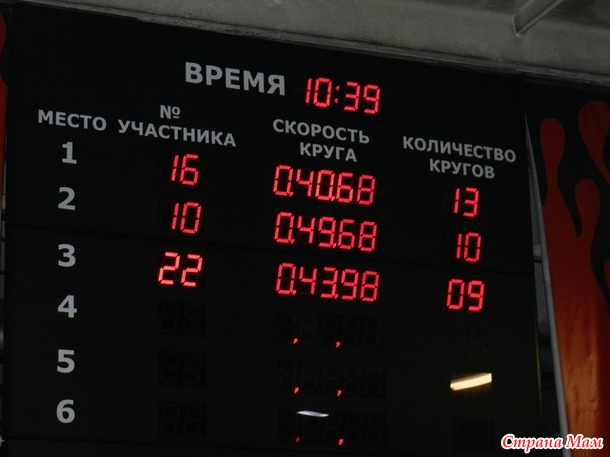 ВРЕМЯ 10:39
МЕСТО № УЧАСТНИКА СКОРОСТЬ КРУГА КОЛИЧЕСТВО КРУГОВ
1 16 0.40.68 13
2 10 0.49.68 10
3 22 0.43.98 09
4
5
6
Страна Мам